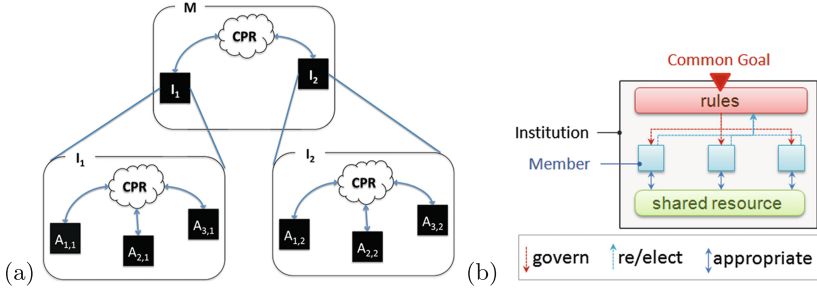 M
CPR
I1
I2
I1
CPR
A1,1
A2,1
A3,1
I2
CPR
A1,2
A2,2
A3,2
(a)
Common Goal
rules
Institution
Member
shared resource
govern
re/elect
appropriate
(b)